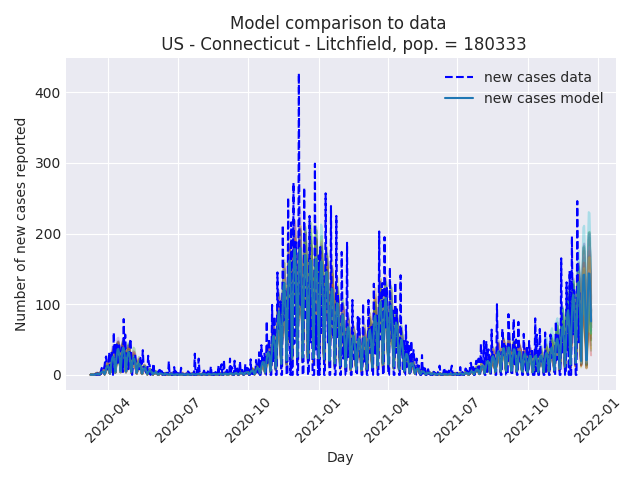 Model comparison to data
US - Connecticut - Litchfield, pop. = 180333
new cases data
new cases model
Number of new cases reported
400
300
200
100
0
2020-04
2020-07
2020-10
2021-01
2021-04
2021-07
2021-10
2022-01
Day